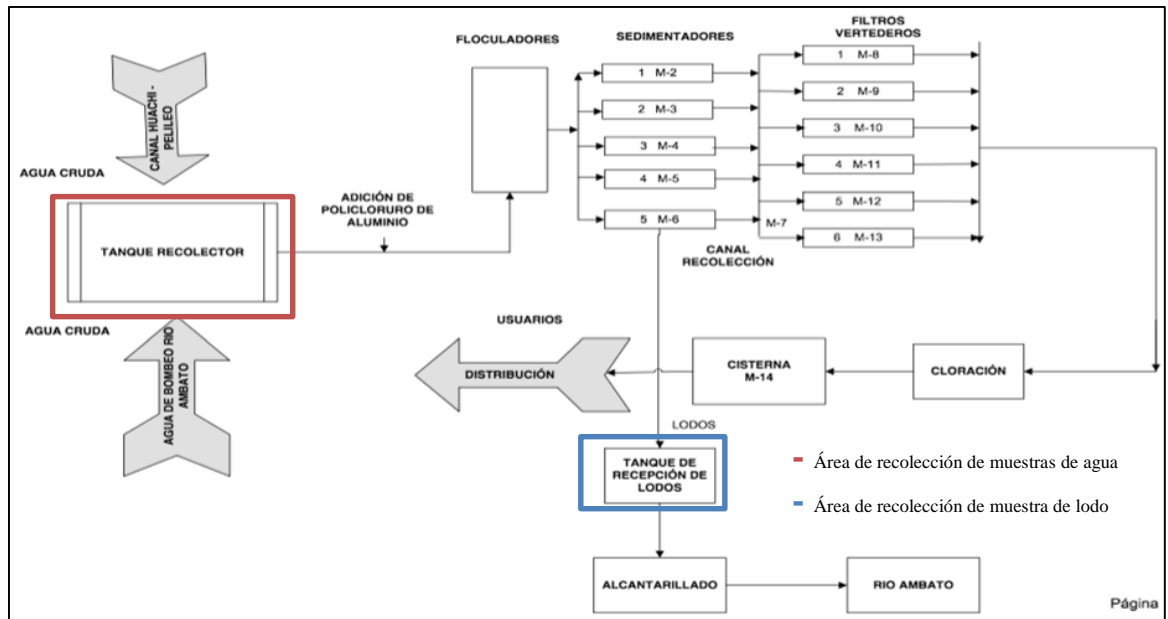 FLOCULADORES
SEDIMENTADORES
FILTROS
VERTEDEROS
CANAL HUACHI -
PELILEO
AGUA CRUDA
TANQUE RECOLECTOR
AGUA CRUDA
AGUA DE BOMBEO RIO
AMBATO
ADICIÓN DE
POLICLORURO DE
ALUMINIO
1 M-2
2 M-3
3 M-4
4 M-5
5 M-6
M-7
CANAL
RECOLECCIÓN
1 M-8
2 M-9
3 M-10
4 M-11
5 M-12
6 M-13
USUARIOS
DISTRIBUCIÓN
CISTERNA
M-14
CLORACIÓN
LODOS
TANQUE DE
RECEPCIÓN DE
LODOS
- Área de recolección de muestras de agua
- Área de recolección de muestra de lodo
ALCANTARILLADO
RIO AMBATO
Página